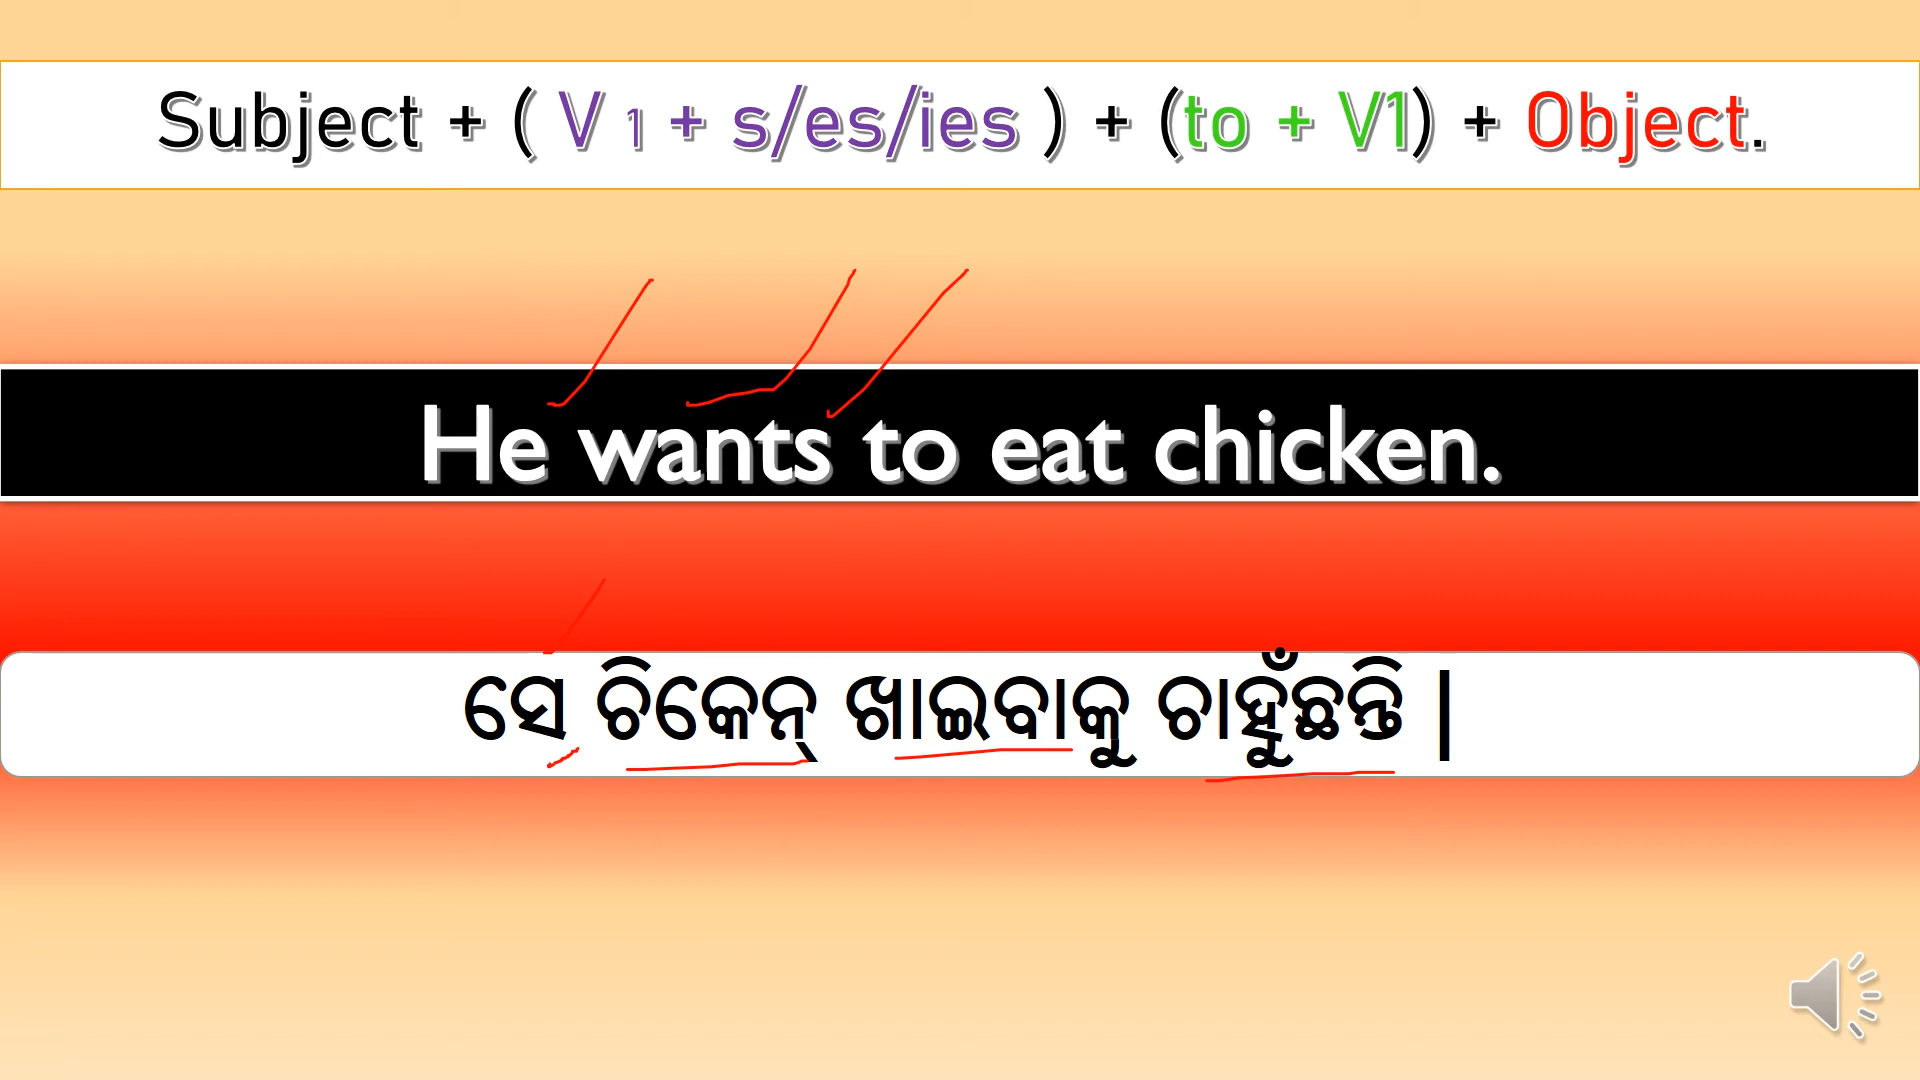 Subject + ( V 1 + s/es/ies ) + (to + V1) + Object.
He wants to eat chicken.
ସେ ଚିକେନ୍ ଖାଇବାକୁ ଚାହୁଁଛନ୍ତି |